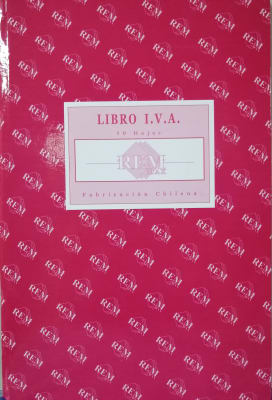 LIBRO I.V.A.
50 Hojas
REM
Fabricación Chilena